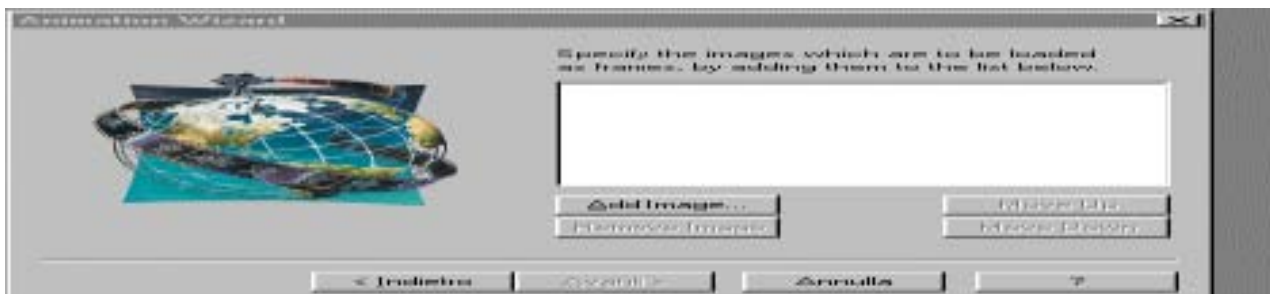 Animation Wizard
Specify the images which are to be loaded
as frames, by adding them to the list below.
Add Image...
Move Up
Remove Image
Move Down
< Indietro
Avanti >
Annulla
?